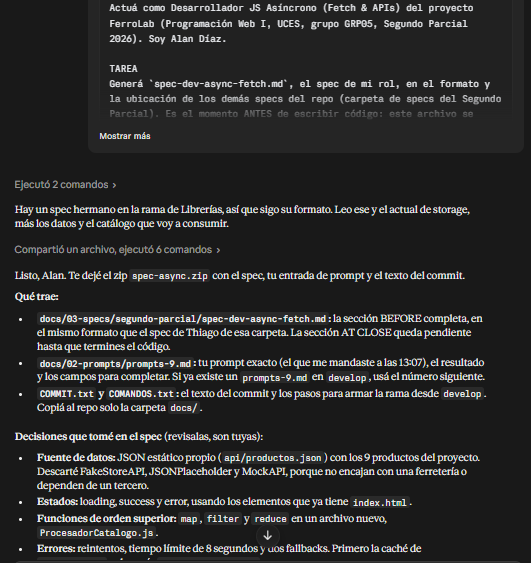 Actuá como Desarrollador JS Asíncrono (Fetch & APIs) del proyecto
FerroLab (Programación Web I, UCES, grupo GRP05, Segundo Parcial
2026). Soy Alan Díaz.
TAREA
Generá `spec-dev-async-fetch.md`, el spec de mi rol, en el formato y
la ubicación de los demás specs del repo (carpeta de specs del Segundo
Parcial). Es el momento ANTES de escribir código: este archivo se
Mostrar más
Ejecutó 2 comandos >
Hay un spec hermano en la rama de Librerías, así que sigo su formato. Leo ese y el actual de storage,
más los datos y el catálogo que voy a consumir.
Compartió un archivo, ejecutó 6 comandos >
Listo, Alan. Te dejé el zip spec-async.zip con el spec, tu entrada de prompt y el texto del commit.
Qué trae:
• docs/03-specs/segundo-parcial/spec-dev-async-fetch.md: la sección BEFORE completa, en
el mismo formato que el spec de Thiago de esa carpeta. La sección AT CLOSE queda pendiente
hasta que termines el código.
• docs/02-prompts/prompts-9.md: tu prompt exacto (el que me mandaste a las 13:07), el resultado
y los campos para completar. Si ya existe un prompts-9.md en develop, usá el número siguiente.
• COMMIT.txt y COMANDOS.txt: el texto del commit y los pasos para armar la rama desde develop.
Copiá al repo solo la carpeta docs/.
Decisiones que tomé en el spec (revisalas, son tuyas):
• Fuente de datos: JSON estático propio (api/productos.json) con los 9 productos del proyecto.
Descarté FakeStoreAPI, JSONPlaceholder y MockAPI, porque no encajan con una ferretería o
dependen de un tercero.
• Estados: loading, success y error, usando los elementos que ya tiene index.html.
• Funciones de orden superior: map, filter y reduce en un archivo nuevo,
ProcesadorCatalogo.js.
• Errores: reintentos, tiempo límite de 8 segundos y dos fallbacks. Primero la caché de